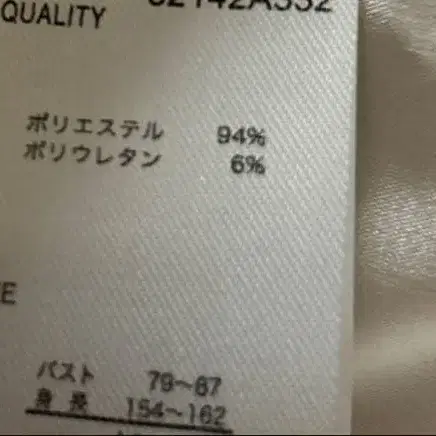 QUALITY
ポリエステル 94%
ポリウレタン 6%
E
バスト 79~87
身長 154~162